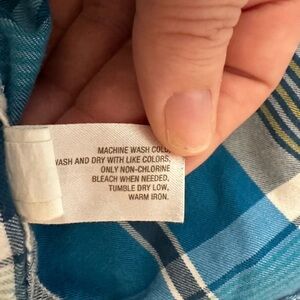 MACHINE WASH COLD,
WASH AND DRY WITH LIKE COLORS,
ONLY NON-CHLORINE
BLEACH WHEN NEEDED,
TUMBLE DRY LOW,
WARM IRON.